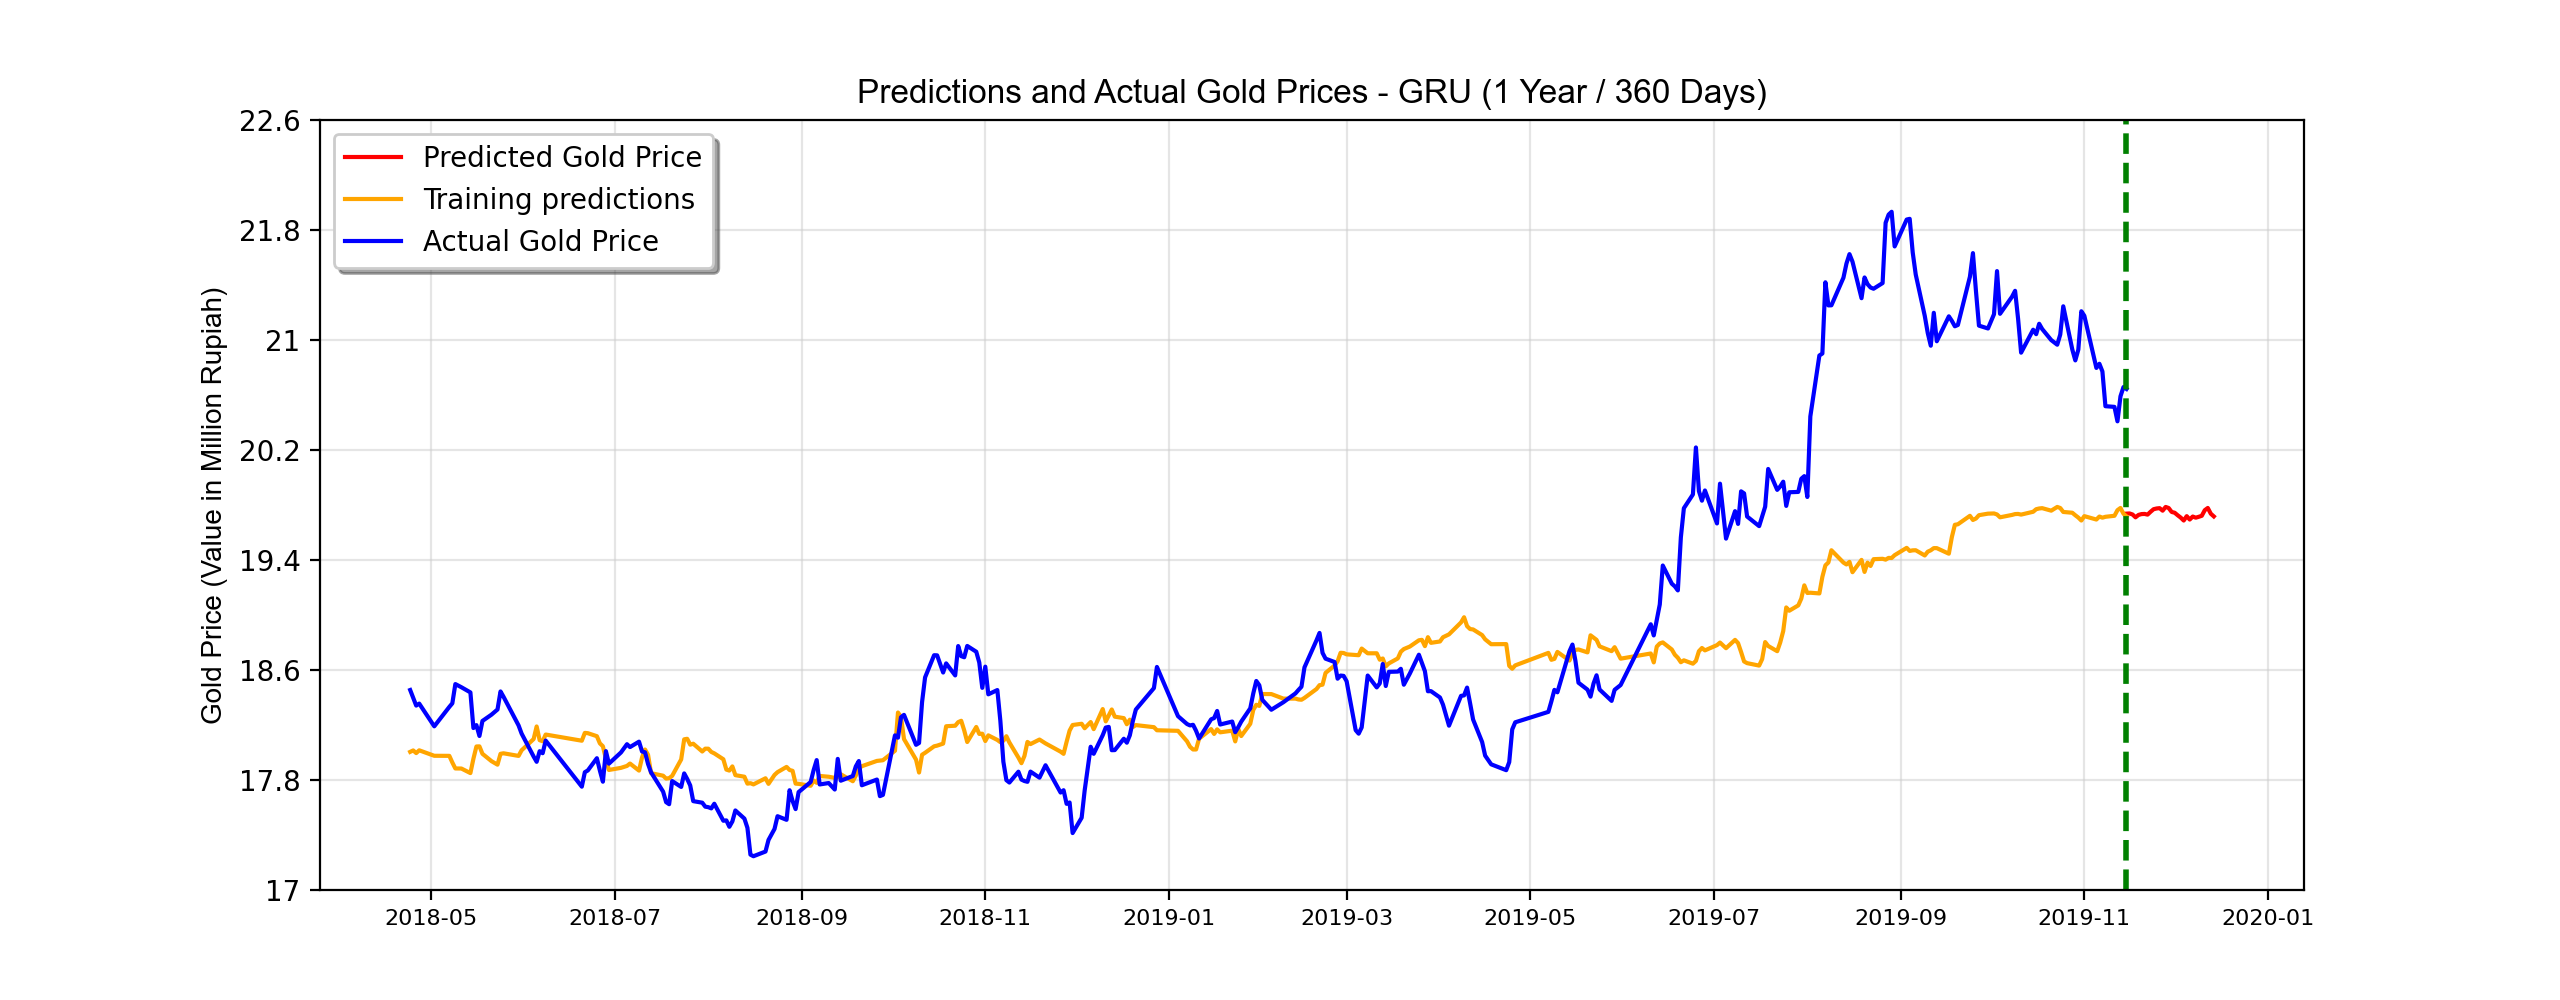 Predictions and Actual Gold Prices - GRU (1 Year / 360 Days)
Predicted Gold Price
Training predictions
Actual Gold Price
Gold Price (Value in Million Rupiah)
22.6
21.8
21
20.2
19.4
18.6
17.8
17
2018-05 2018-07 2018-09 2018-11 2019-01 2019-03 2019-05 2019-07 2019-09 2019-11 2020-01